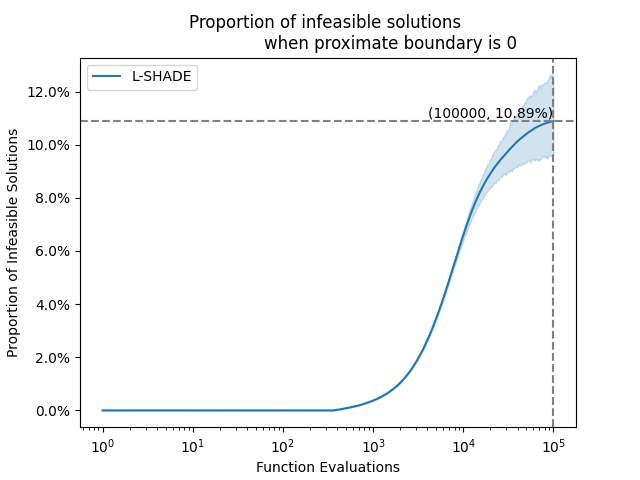 Proportion of infeasible solutions
when proximate boundary is 0
L-SHADE
(100000, 10.89%)
12.0%
10.0%
8.0%
6.0%
4.0%
2.0%
0.0%
Proportion of Infeasible Solutions
10⁰ 10¹ 10² 10³ 10⁴ 10⁵
Function Evaluations